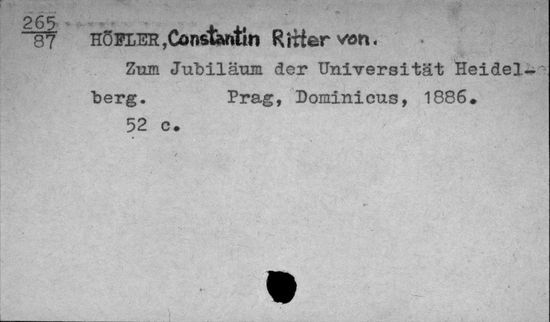 265/87
HÖFLER, Constantin Ritter von.
Zum Jubiläum der Universität Heidel-
berg. Prag, Dominicus, 1886.
52 c.